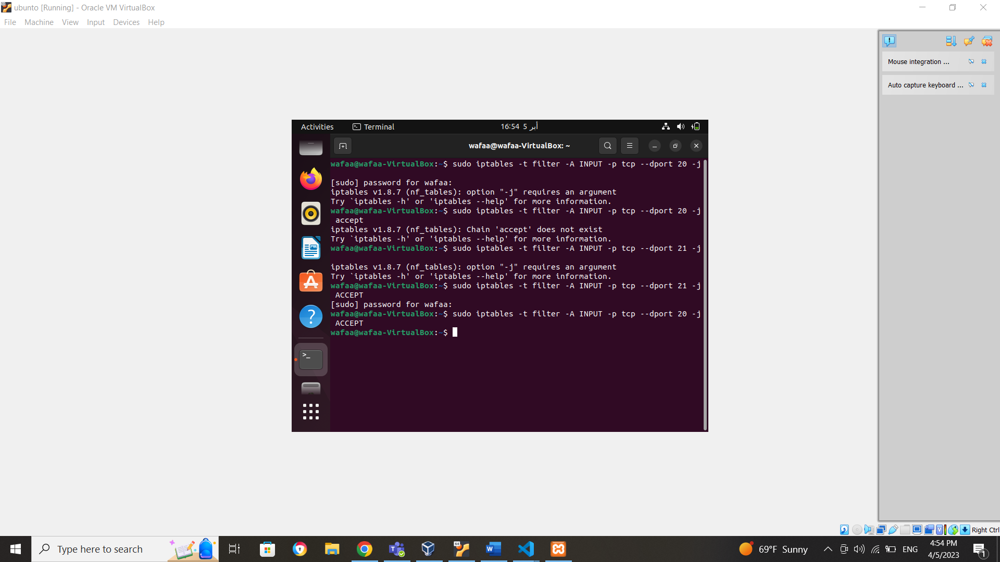 ubunto [Running] - Oracle VM VirtualBox
File Machine View Input Devices Help
Mouse integration ...
Auto capture keyboard ...
Activities Terminal 16:54 5 أبر
wafaa@wafaa-VirtualBox: ~
wafaa@wafaa-VirtualBox:~$ sudo iptables -t filter -A INPUT -p tcp --dport 20 -j
[sudo] password for wafaa:
iptables v1.8.7 (nf_tables): option "-j" requires an argument
Try `iptables -h' or 'iptables --help' for more information.
wafaa@wafaa-VirtualBox:~$ sudo iptables -t filter -A INPUT -p tcp --dport 20 -j
accept
iptables v1.8.7 (nf_tables): Chain 'accept' does not exist
Try `iptables -h' or 'iptables --help' for more information.
wafaa@wafaa-VirtualBox:~$ sudo iptables -t filter -A INPUT -p tcp --dport 21 -j
iptables v1.8.7 (nf_tables): option "-j" requires an argument
Try `iptables -h' or 'iptables --help' for more information.
wafaa@wafaa-VirtualBox:~$ sudo iptables -t filter -A INPUT -p tcp --dport 21 -j
ACCEPT
[sudo] password for wafaa:
wafaa@wafaa-VirtualBox:~$ sudo iptables -t filter -A INPUT -p tcp --dport 20 -j
ACCEPT
wafaa@wafaa-VirtualBox:~$
Right Ctrl
Type here to search
69°F Sunny
ENG
4:54 PM
4/5/2023
1